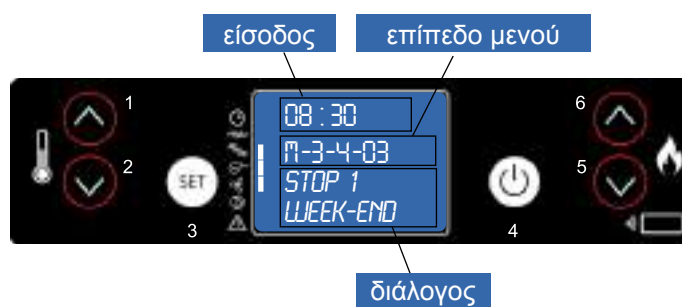 είσοδος
επίπεδο μενού
1
6
08:30
M-3-4-03
2
SET
STOP 1
5
WEEK-END
3
4
διάλογος